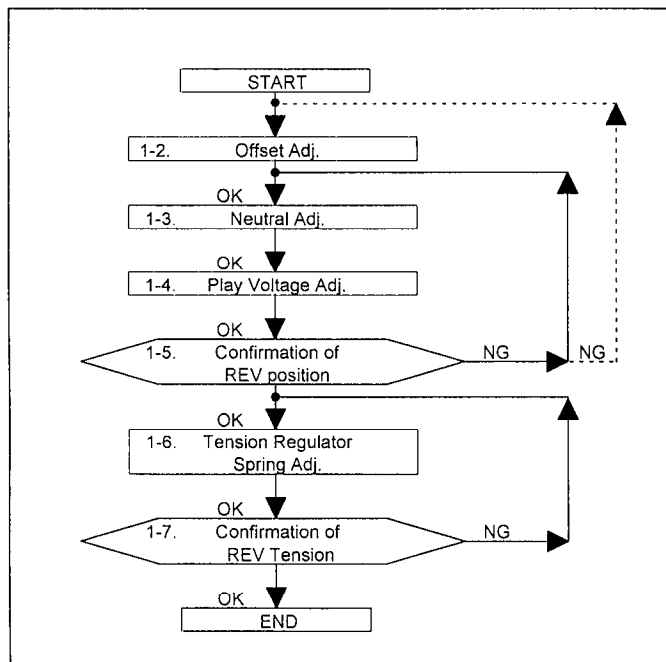 START
1-2. Offset Adj.
OK
1-3. Neutral Adj.
OK
1-4. Play Voltage Adj.
OK
1-5. Confirmation of
REV position
NG
NG
OK
1-6. Tension Regulator
Spring Adj.
OK
1-7. Confirmation of
REV Tension
NG
OK
END